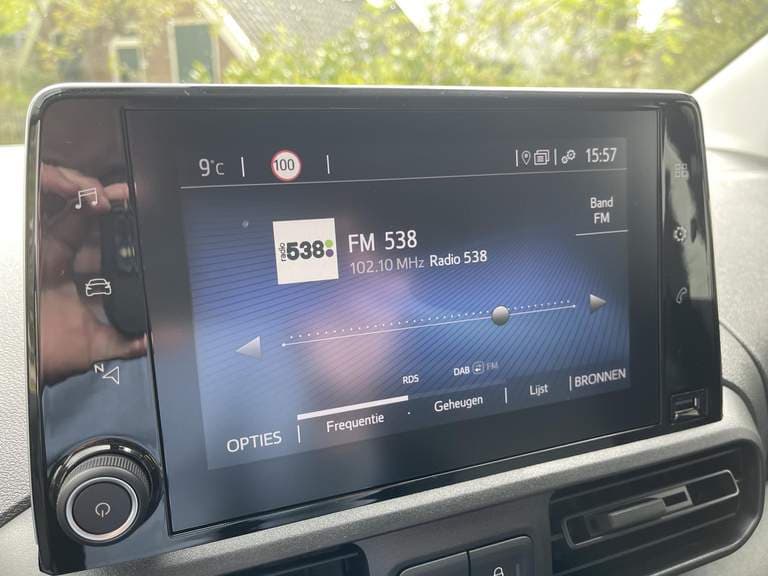 9°C | 100 | 15:57
Band
FM
radio
538
FM 538
102.10 MHz Radio 538
N
RDS
DAB FM
OPTIES
Frequentie
Geheugen
Lijst
BRONNEN